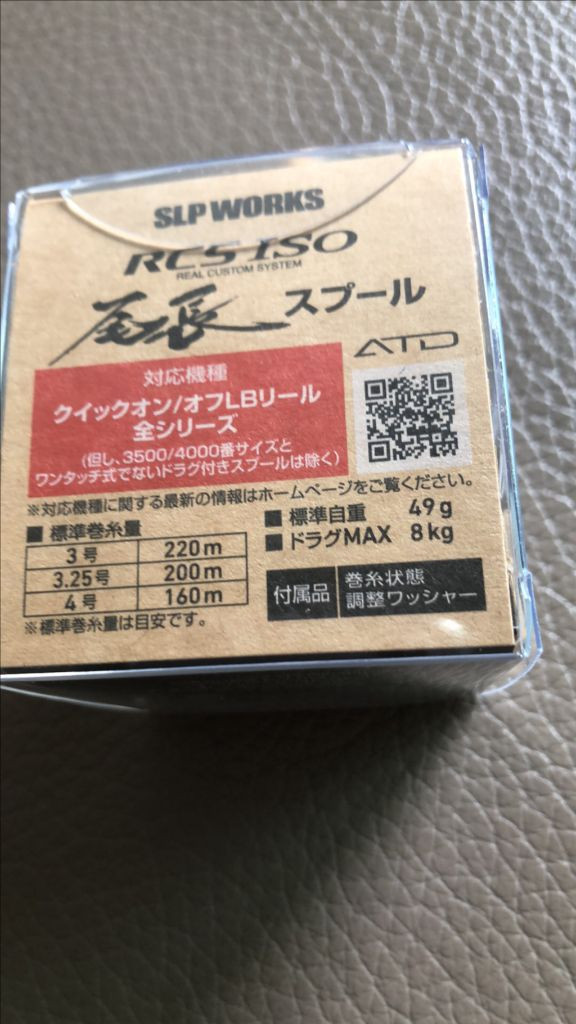 SLP WORKS
RCS ISO
REAL CUSTOM SYSTEM
尾長 スプール
ATD
対応機種
クイックオン/オフLBリール
全シリーズ
(但し、3500/4000番サイズと
ワンタッチ式でないドラグ付きスプールは除く)
※対応機種に関する最新の情報はホームページをご覧ください。
■ 標準巻糸量
3号 220m
3.25号 200m
4号 160m
※標準巻糸量は目安です。
■ 標準自重 49g
■ ドラグMAX 8kg
付属品 巻糸状態
調整ワッシャー